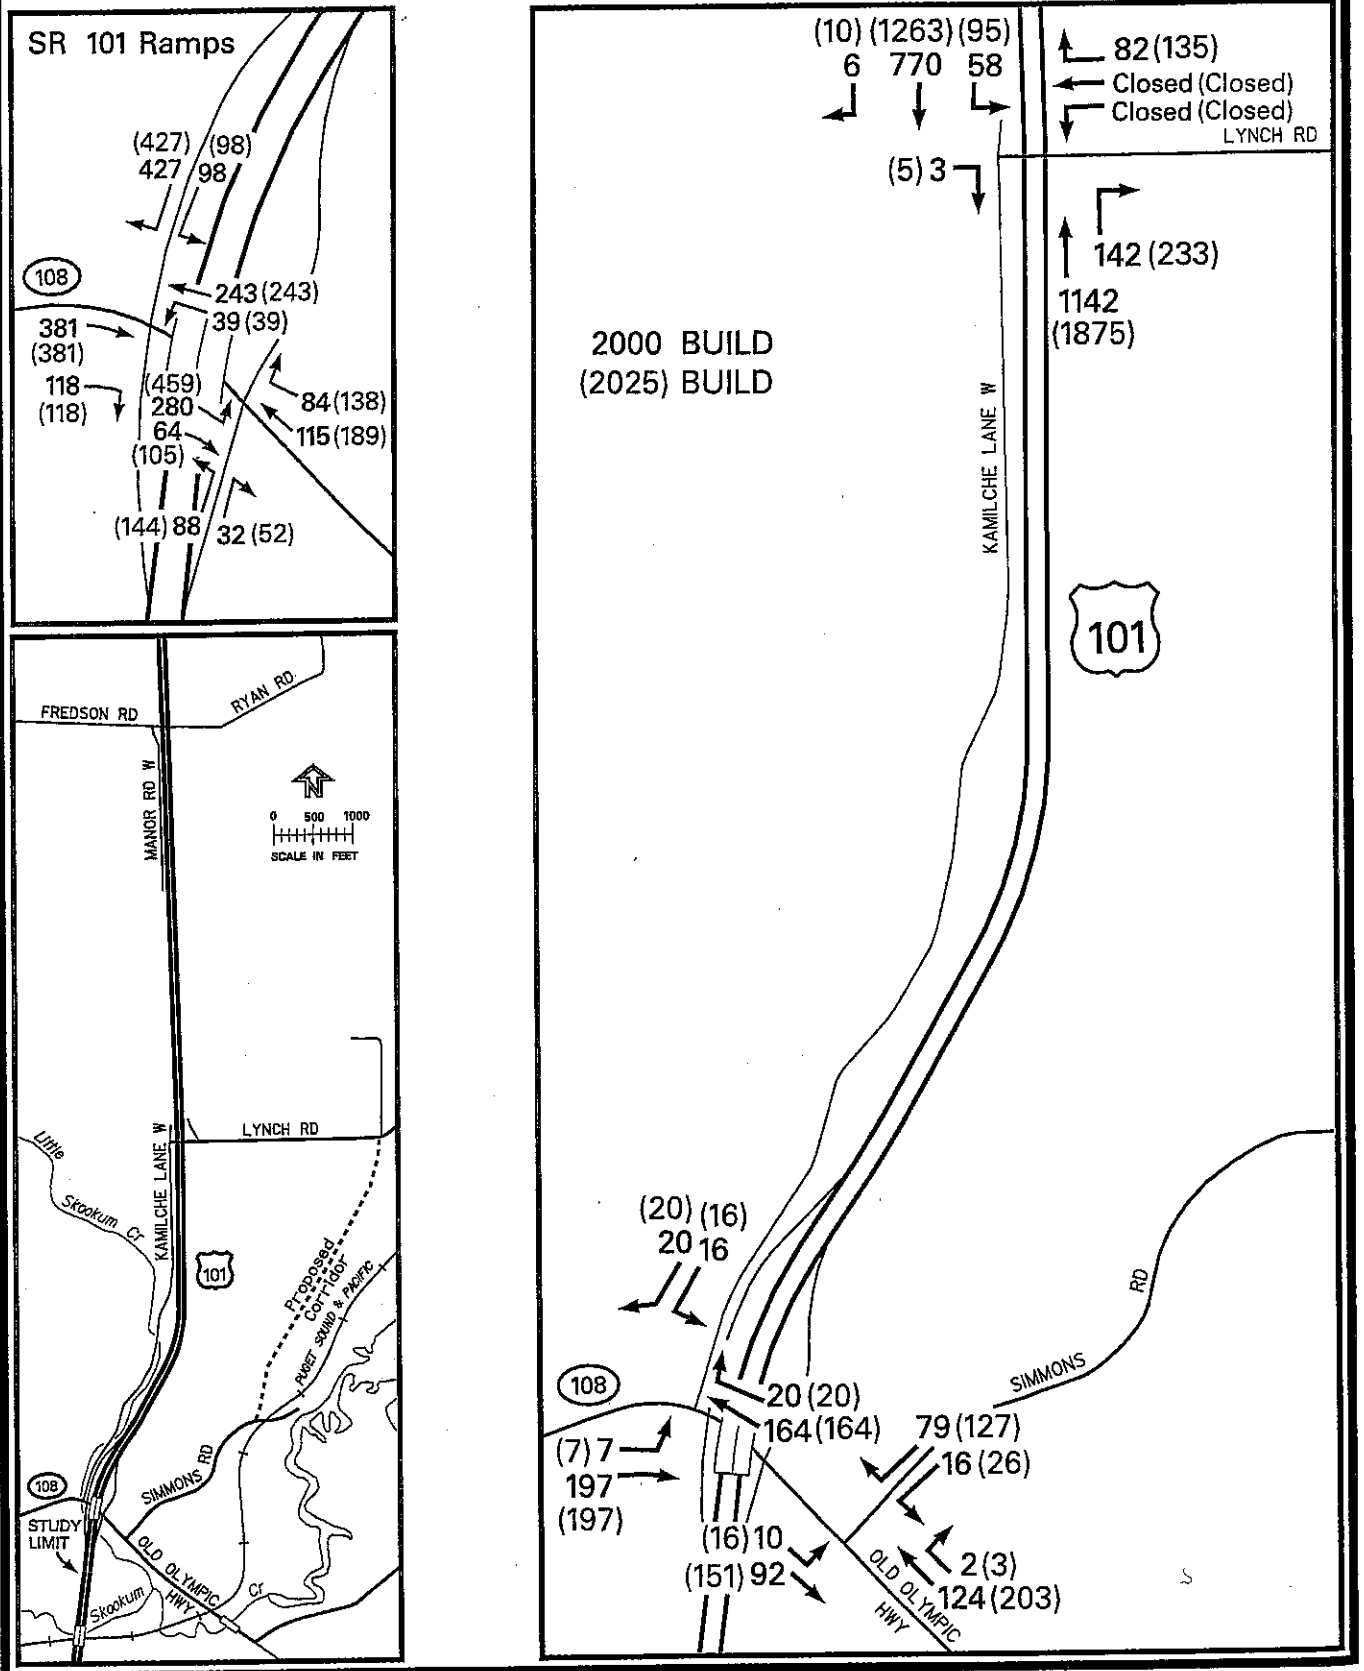 SR 101 Ramps
(427) (98)
427 98
108
243 (243)
39 (39)
381
(381)
118
(118)
(459)
280
64
(105)
84 (138)
115 (189)
(144) 88
32 (52)
FREDSON RD
RYAN RD.
MANOR RD W
N
0 500 1000
SCALE IN FEET
LYNCH RD
KAMILCHE LANE W
Little
Skookum Cr
101
Proposed
Corridor
PUGET SOUND & PACIFIC
108
SIMMONS RD
STUDY
LIMIT
OLD OLYMPIC
HWY
Skookum
Cr
(10) (1263) (95)
6 770 58
82 (135)
Closed (Closed)
Closed (Closed)
LYNCH RD
(5) 3
142 (233)
1142
(1875)
2000 BUILD
(2025) BUILD
KAMILCHE LANE W
101
(20) (16)
20 16
RD
SIMMONS
108
20 (20)
164 (164)
79 (127)
16 (26)
(7) 7
197
(197)
(16) 10
(151) 92
2 (3)
124 (203)
OLD OLYMPIC
HWY